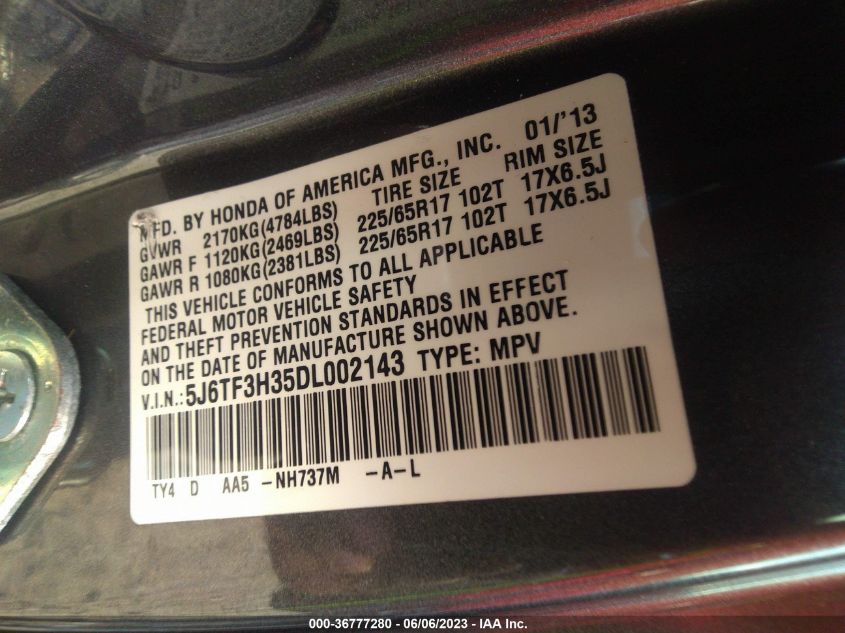 MFD. BY HONDA OF AMERICA MFG., INC. 01/'13
GVWR 2170KG(4784LBS) TIRE SIZE RIM SIZE
GAWR F 1120KG(2469LBS) 225/65R17 102T 17X6.5J
GAWR R 1080KG(2381LBS) 225/65R17 102T 17X6.5J
THIS VEHICLE CONFORMS TO ALL APPLICABLE
FEDERAL MOTOR VEHICLE SAFETY
AND THEFT PREVENTION STANDARDS IN EFFECT
ON THE DATE OF MANUFACTURE SHOWN ABOVE.
V.I.N.:5J6TF3H35DL002143 TYPE: MPV
TY4 D AA5 -NH737M -A-L
000-36777280 - 06/06/2023 - IAA Inc.